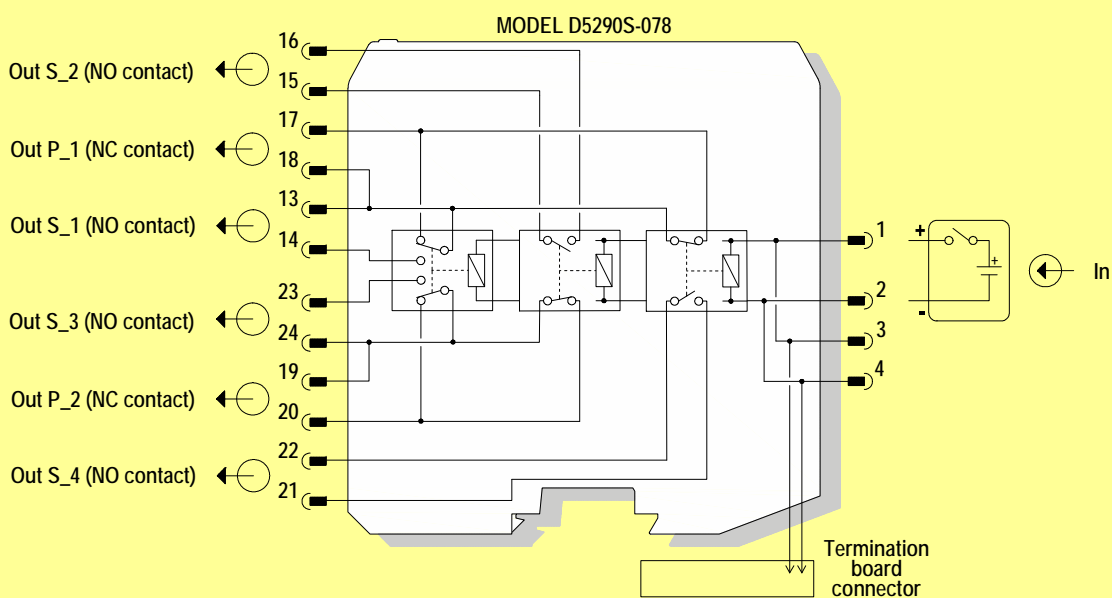 MODEL D5290S-078
16
Out S_2 (NO contact)
15
17
Out P_1 (NC contact)
18
13
Out S_1 (NO contact)
14
23
Out S_3 (NO contact)
24
19
Out P_2 (NC contact)
20
22
Out S_4 (NO contact)
21
1
+
+
In
2
-
3
4
Termination
board
connector